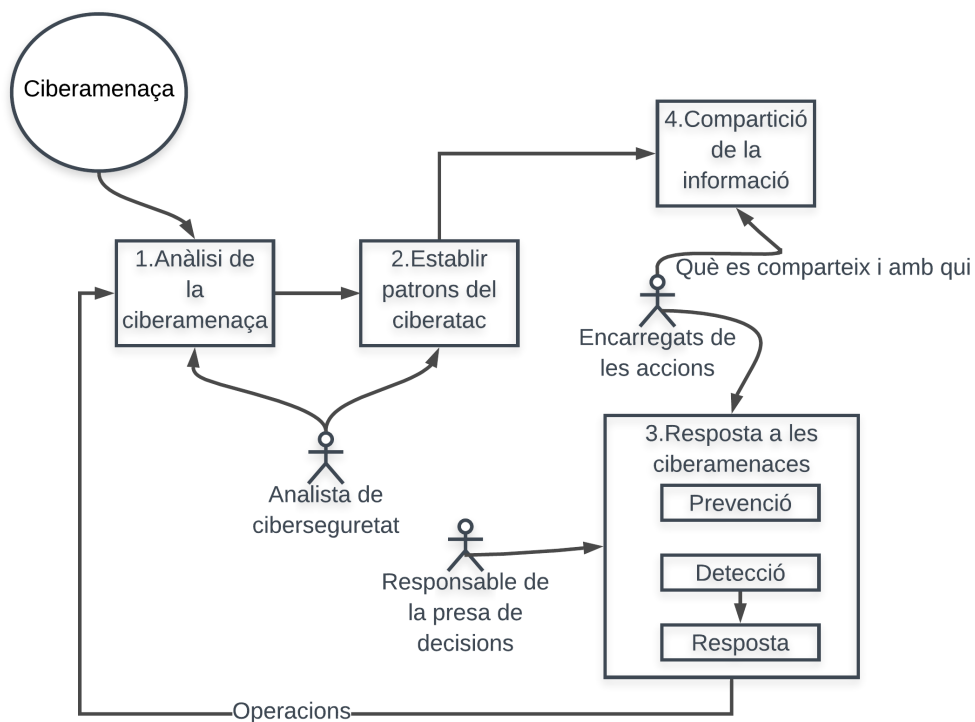 Ciberamenaça
4.Compartició
de la
informació
1.Anàlisi de
la
ciberamenaça
2.Establir
patrons del
ciberatac
Què es comparteix i amb qui
Encarregats de
les accions
3.Resposta a les
ciberamenaces
Prevenció
Detecció
Resposta
Analista de
ciberseguretat
Responsable de
la presa de
decisions
Operacions